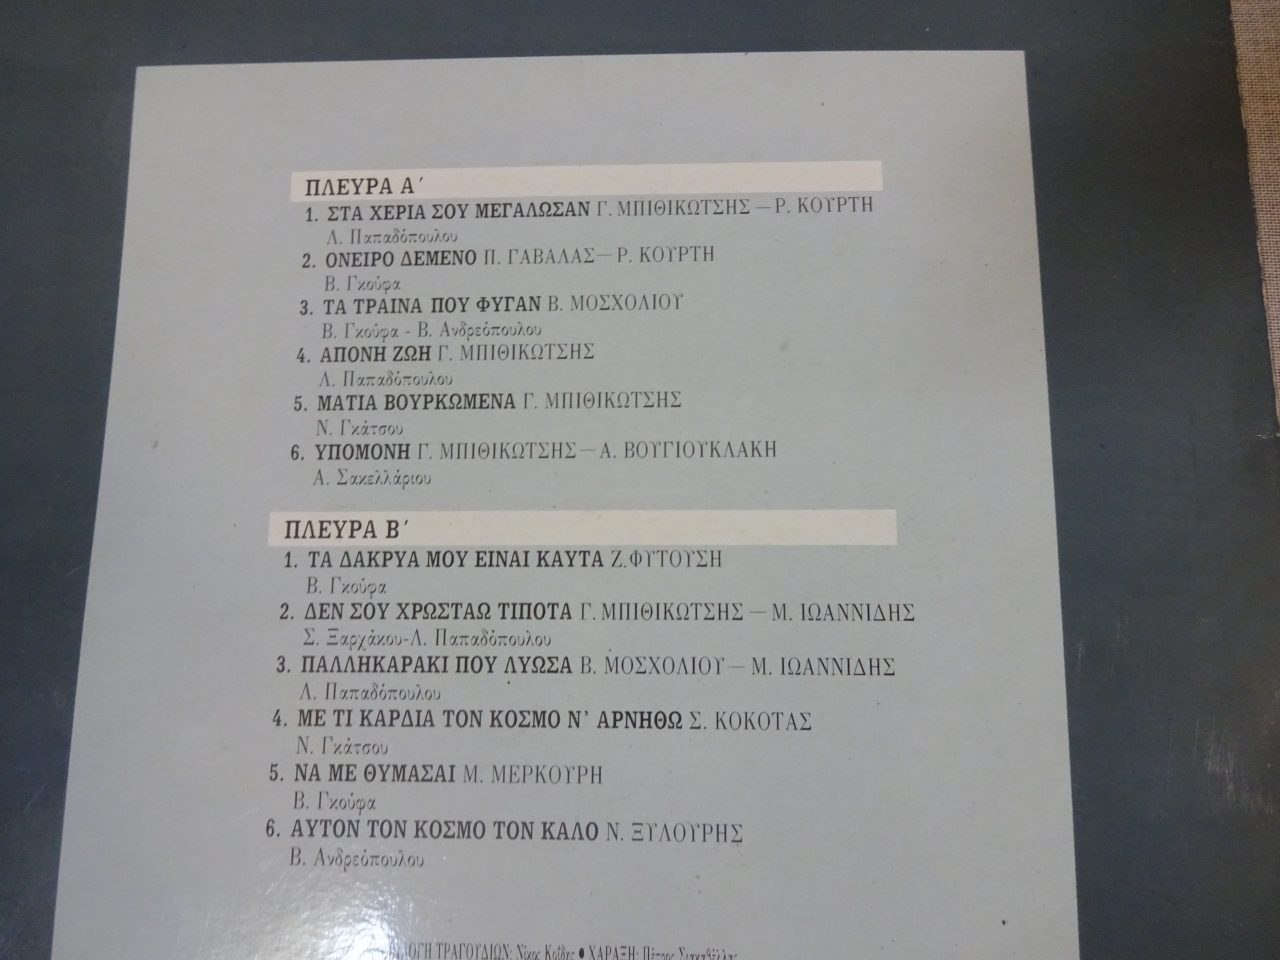 ΠΛΕΥΡΑ Α΄
1. ΣΤΑ ΧΕΡΙΑ ΣΟΥ ΜΕΓΑΛΩΣΑΝ Γ. ΜΠΙΘΙΚΩΤΣΗΣ — Ρ. ΚΟΥΡΤΗ
Λ. Παπαδόπουλου
2. ΟΝΕΙΡΟ ΔΕΜΕΝΟ Π. ΓΑΒΑΛΑΣ — Ρ. ΚΟΥΡΤΗ
Β. Γκούφα
3. ΤΑ ΤΡΑΙΝΑ ΠΟΥ ΦΥΓΑΝ Β. ΜΟΣΧΟΛΙΟΥ
Β. Γκούφα - Β. Ανδρεόπουλου
4. ΑΠΟΝΗ ΖΩΗ Γ. ΜΠΙΘΙΚΩΤΣΗΣ
Λ. Παπαδόπουλου
5. ΜΑΤΙΑ ΒΟΥΡΚΩΜΕΝΑ Γ. ΜΠΙΘΙΚΩΤΣΗΣ
Ν. Γκάτσου
6. ΥΠΟΜΟΝΗ Γ. ΜΠΙΘΙΚΩΤΣΗΣ — Α. ΒΟΥΓΙΟΥΚΛΑΚΗ
Α. Σακελλάριου
ΠΛΕΥΡΑ Β΄
1. ΤΑ ΔΑΚΡΥΑ ΜΟΥ ΕΙΝΑΙ ΚΑΥΤΑ Ζ.ΦΥΤΟΥΣΗ
Β. Γκούφα
2. ΔΕΝ ΣΟΥ ΧΡΩΣΤΑΩ ΤΙΠΟΤΑ Γ. ΜΠΙΘΙΚΩΤΣΗΣ — Μ. ΙΩΑΝΝΙΔΗΣ
Σ. Ξαρχάκου-Λ. Παπαδόπουλου
3. ΠΑΛΛΗΚΑΡΑΚΙ ΠΟΥ ΛΥΩΣΑ Β. ΜΟΣΧΟΛΙΟΥ — Μ. ΙΩΑΝΝΙΔΗΣ
Λ. Παπαδόπουλου
4. ΜΕ ΤΙ ΚΑΡΔΙΑ ΤΟΝ ΚΟΣΜΟ Ν' ΑΡΝΗΘΩ Σ. ΚΟΚΟΤΑΣ
Ν. Γκάτσου
5. ΝΑ ΜΕ ΘΥΜΑΣΑΙ Μ. ΜΕΡΚΟΥΡΗ
Β. Γκούφα
6. ΑΥΤΟΝ ΤΟΝ ΚΟΣΜΟ ΤΟΝ ΚΑΛΟ Ν. ΞΥΛΟΥΡΗΣ
Β. Ανδρεόπουλου
ΤΡΑΓΟΥΔΙΩΝ: Νίκος • ΧΑΡΑΞΗ: Πέτρος